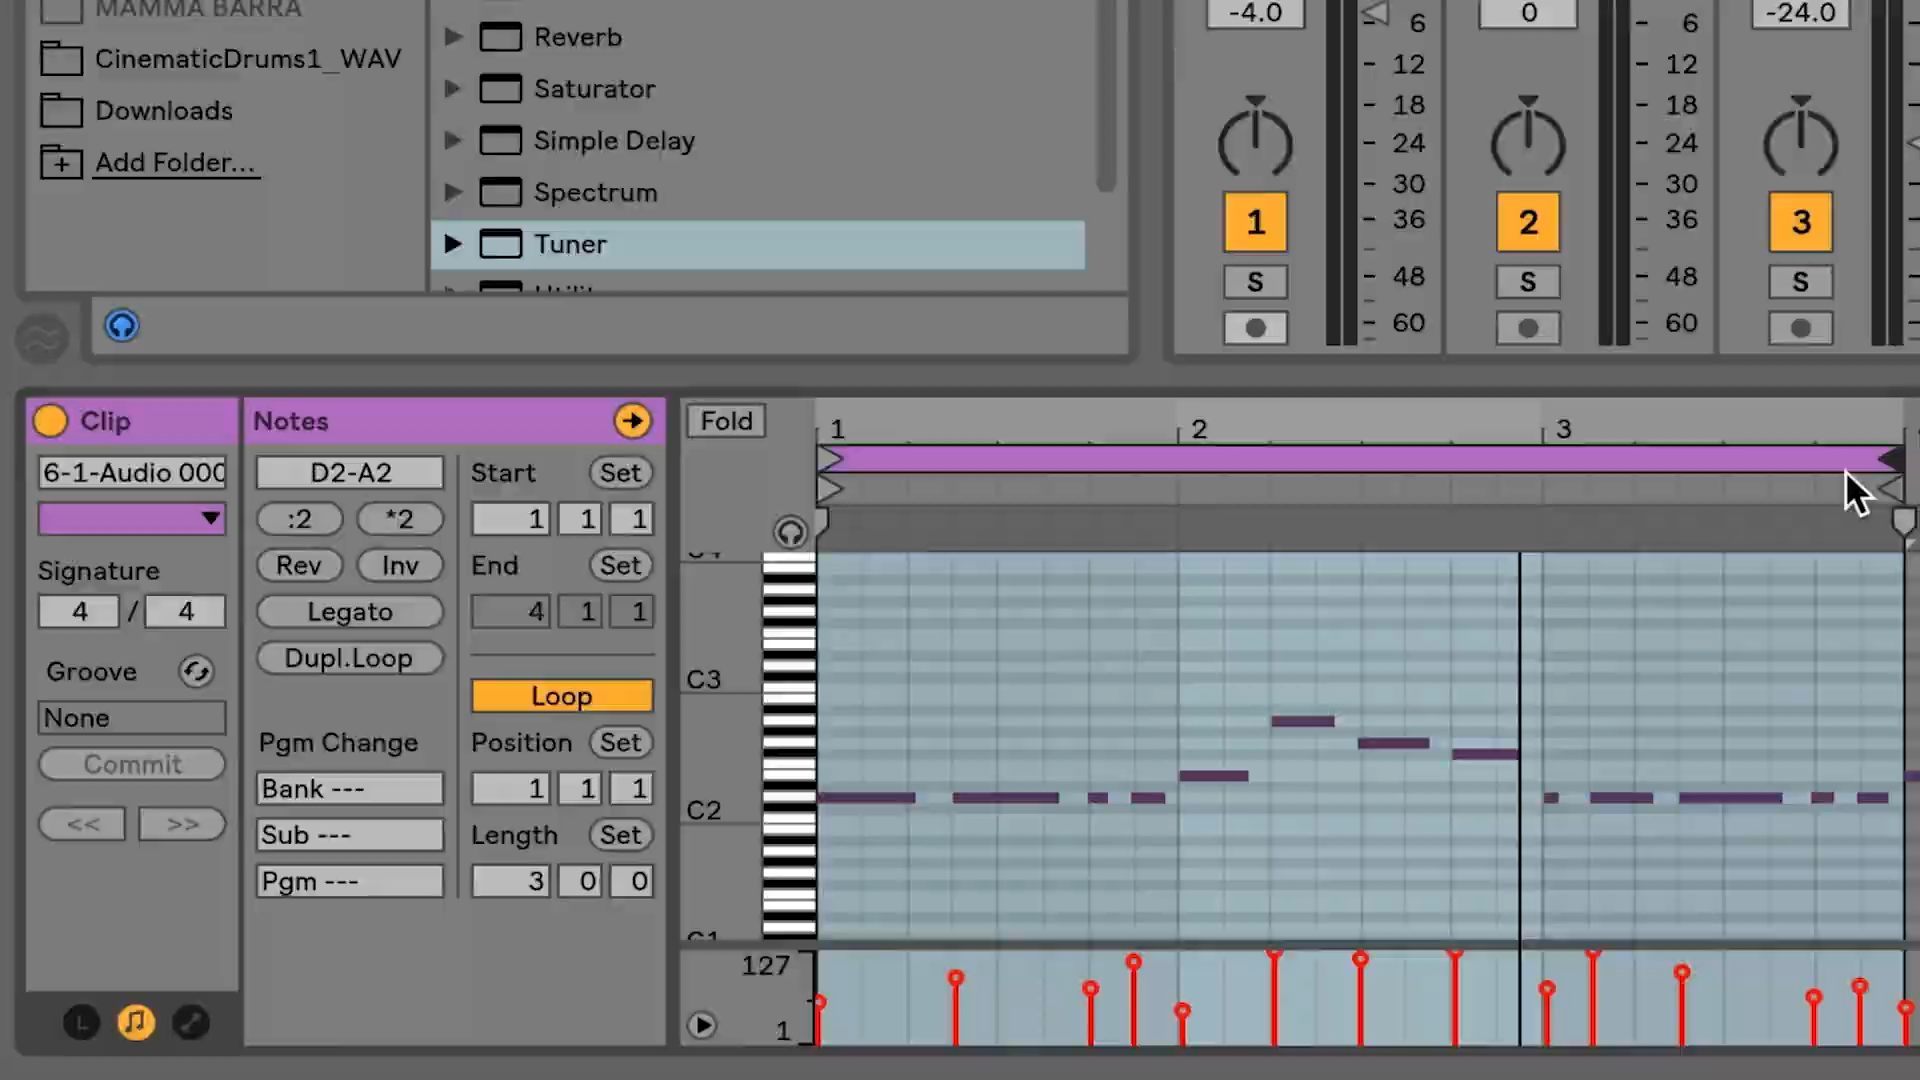 MAMMA BARRA
CinematicDrums1_WAV
Downloads
Add Folder...
Reverb
Saturator
Simple Delay
Spectrum
Tuner
-4.0
6
12
18
24
30
36
48
60
1
S
0
6
12
18
24
30
36
48
60
2
S
-24.0
3
S
Clip
6-1-Audio 000
Signature
4 / 4
Groove
None
Commit
<< >>
Notes
D2-A2
:2 *2
Rev Inv
Legato
Dupl.Loop
Pgm Change
Bank ---
Sub ---
Pgm ---
Start Set
1 1 1
End Set
4 1 1
Loop
Position Set
1 1 1
Length Set
3 0 0
Fold
1 2 3
C3
C2
C1
127
1
L